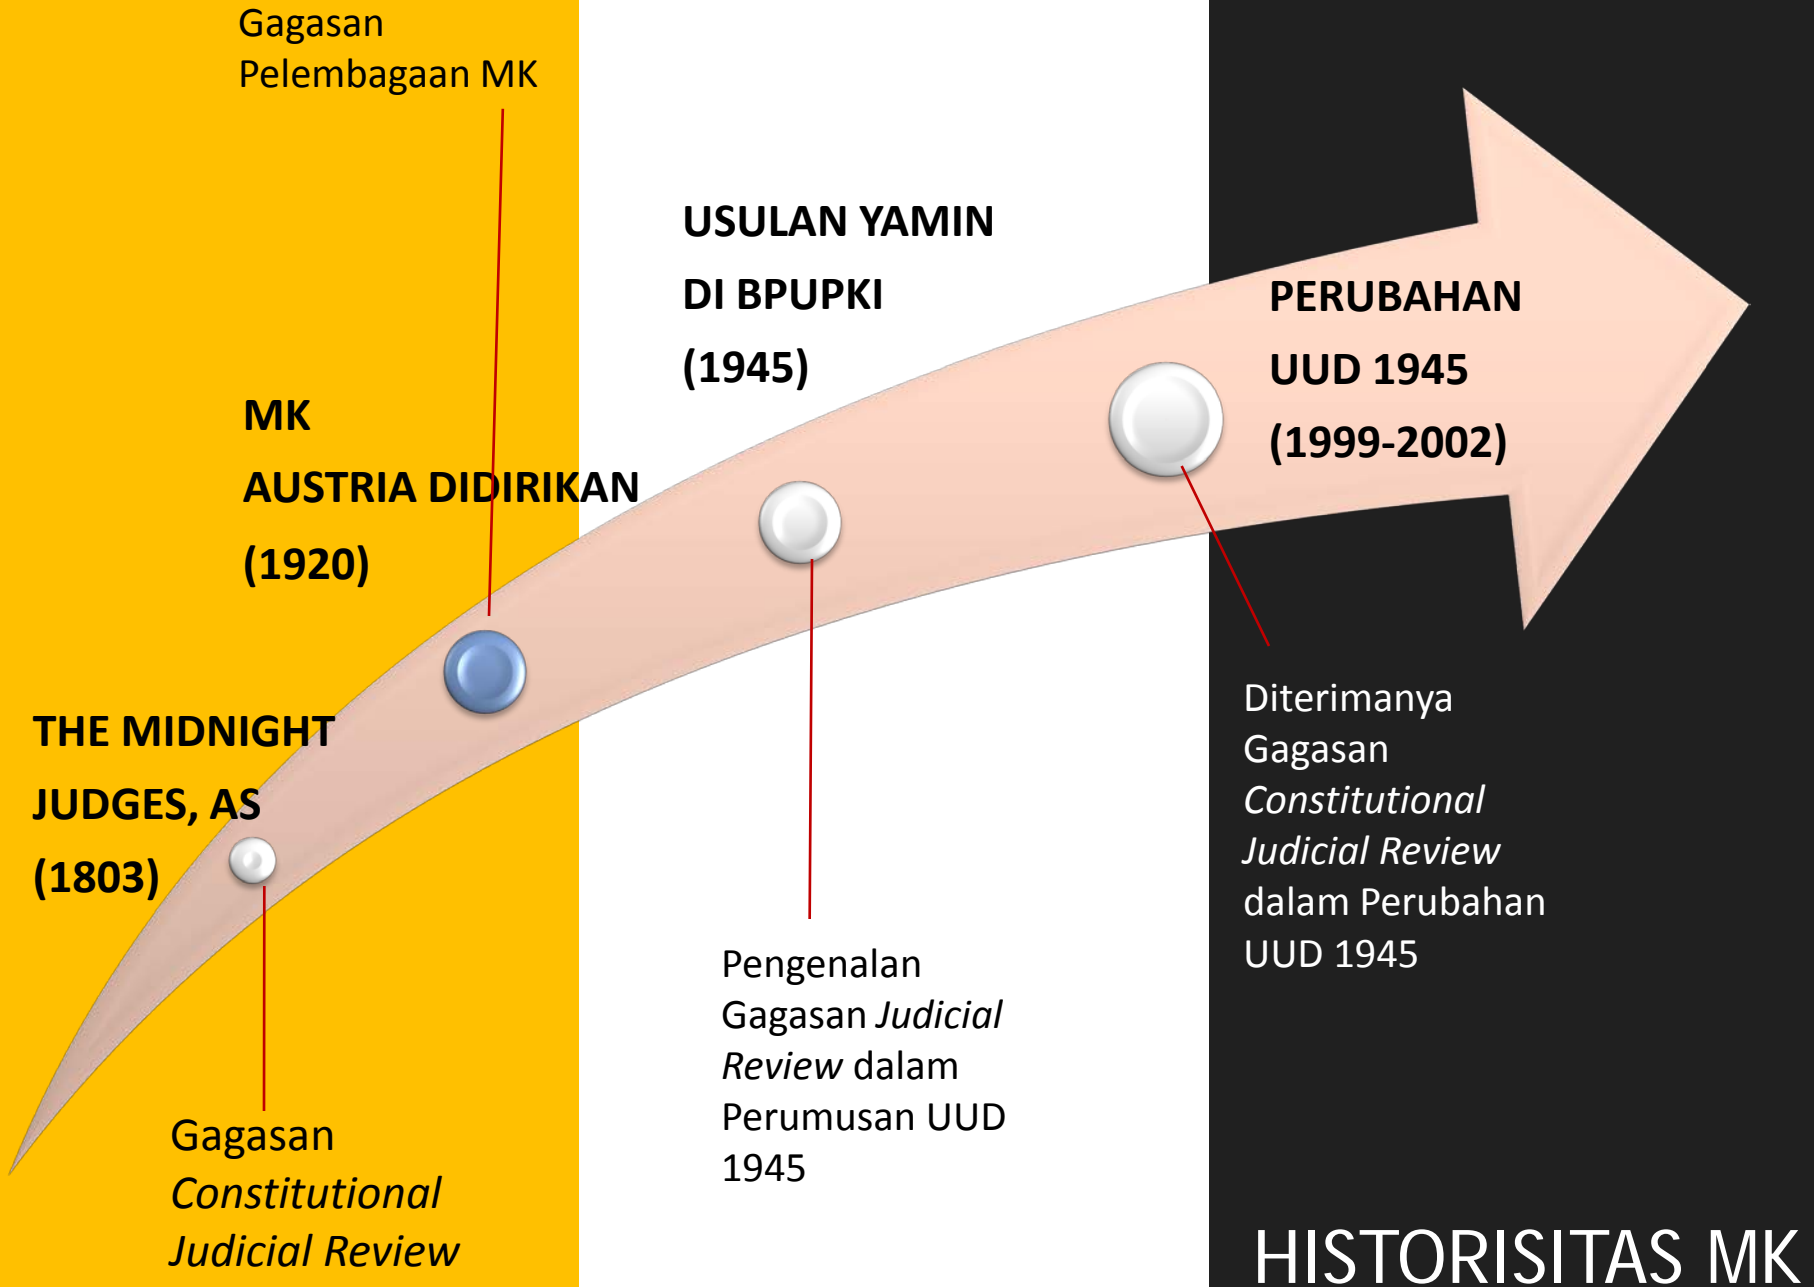 Gagasan
Pelembagaan MK
MK
AUSTRIA DIDIRIKAN
(1920)
THE MIDNIGHT
JUDGES, AS
(1803)
Gagasan
Constitutional
Judicial Review
USULAN YAMIN
DI BPUPKI
(1945)
Pengenalan
Gagasan Judicial
Review dalam
Perumusan UUD
1945
PERUBAHAN
UUD 1945
(1999-2002)
Diterimanya
Gagasan
Constitutional
Judicial Review
dalam Perubahan
UUD 1945
HISTORISITAS MK